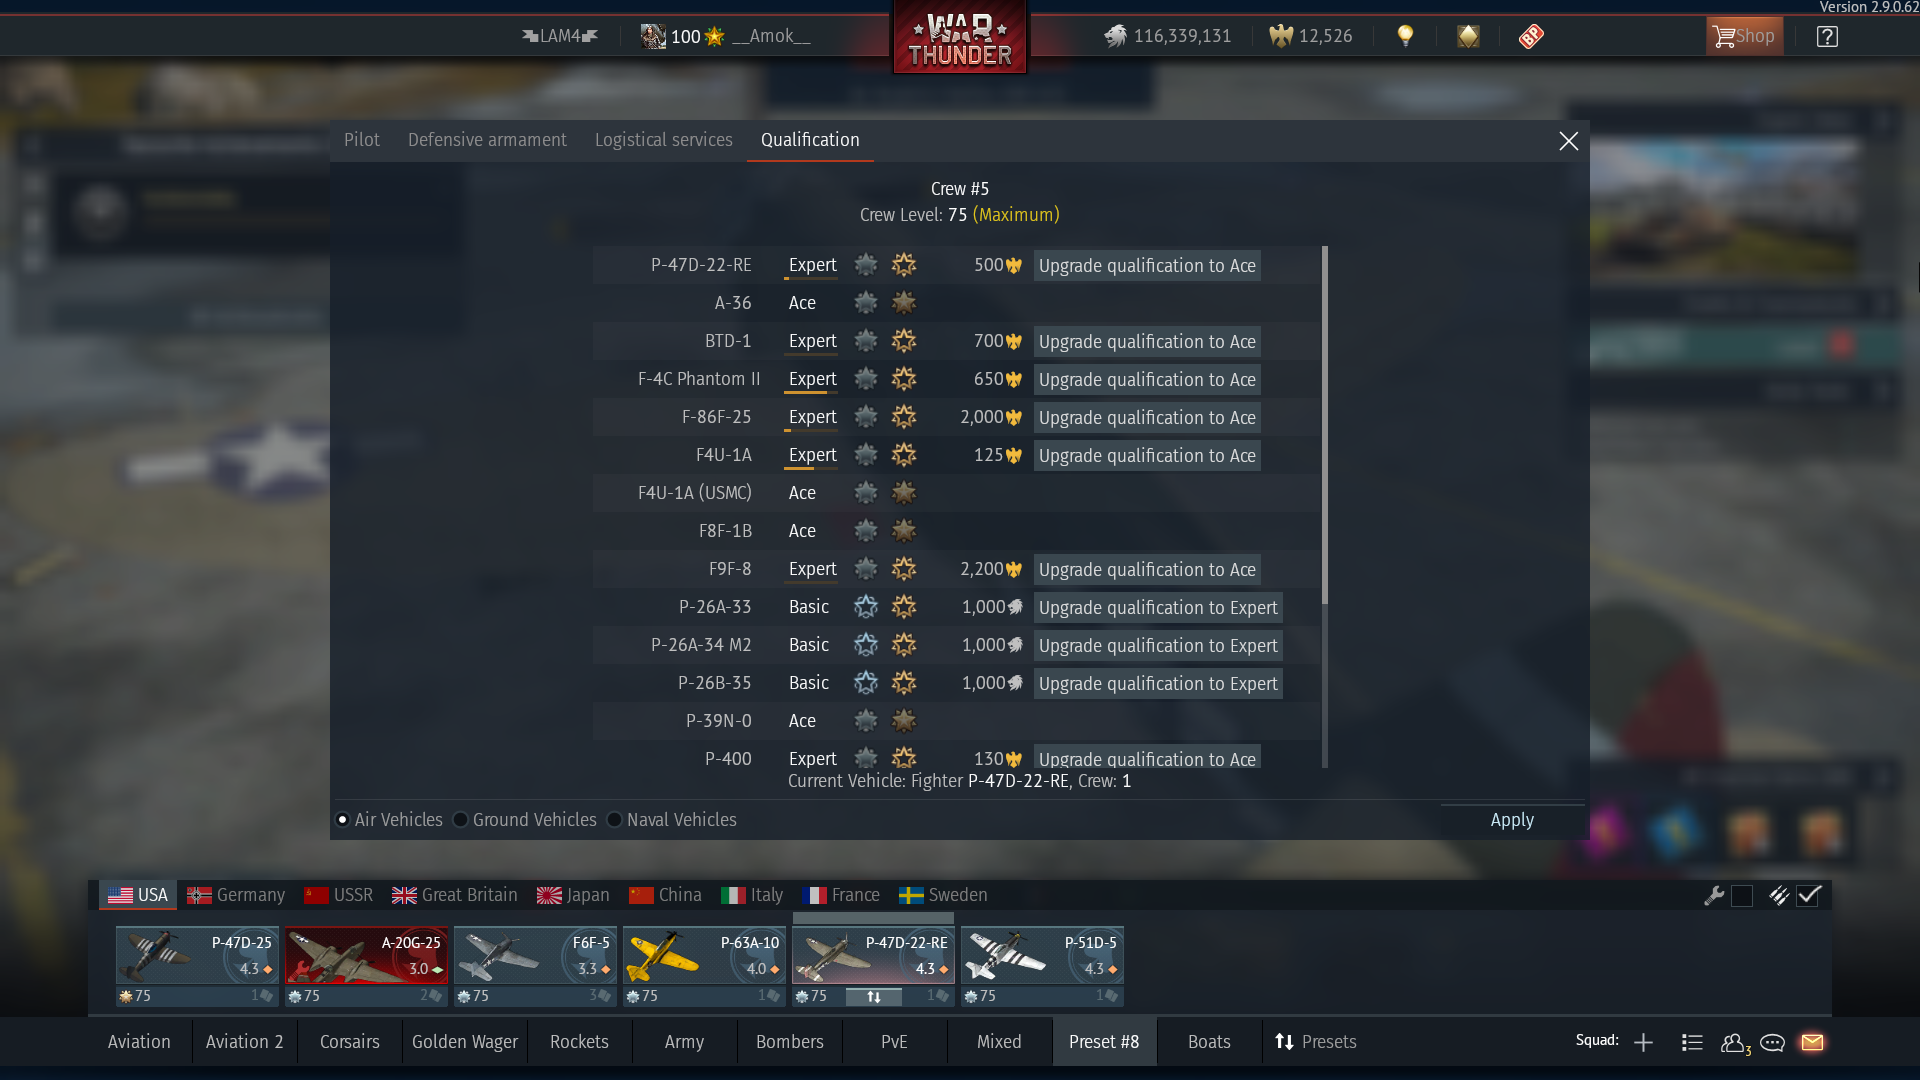 Version 2.9.0.62
LAM4
100 __Amok__
WAR THUNDER
116,339,131
12,526
BP
Shop
?
Pilot Defensive armament Logistical services Qualification
Crew #5
Crew Level: 75 (Maximum)
P-47D-22-RE Expert 500 Upgrade qualification to Ace
A-36 Ace
BTD-1 Expert 700 Upgrade qualification to Ace
F-4C Phantom II Expert 650 Upgrade qualification to Ace
F-86F-25 Expert 2,000 Upgrade qualification to Ace
F4U-1A Expert 125 Upgrade qualification to Ace
F4U-1A (USMC) Ace
F8F-1B Ace
F9F-8 Expert 2,200 Upgrade qualification to Ace
P-26A-33 Basic 1,000 Upgrade qualification to Expert
P-26A-34 M2 Basic 1,000 Upgrade qualification to Expert
P-26B-35 Basic 1,000 Upgrade qualification to Expert
P-39N-0 Ace
P-400 Expert 130 Upgrade qualification to Ace
Current Vehicle: Fighter P-47D-22-RE, Crew: 1
Air Vehicles Ground Vehicles Naval Vehicles Apply
USA Germany USSR Great Britain Japan China Italy France Sweden
P-47D-25 A-20G-25 F6F-5 P-63A-10 P-47D-22-RE P-51D-5
4.3 3.0 3.3 4.0 4.3 4.3
75 1 75 2 75 3 75 1 75 1 75 1
Aviation Aviation 2 Corsairs Golden Wager Rockets Army Bombers PvE Mixed Preset #8 Boats Presets Squad: 3